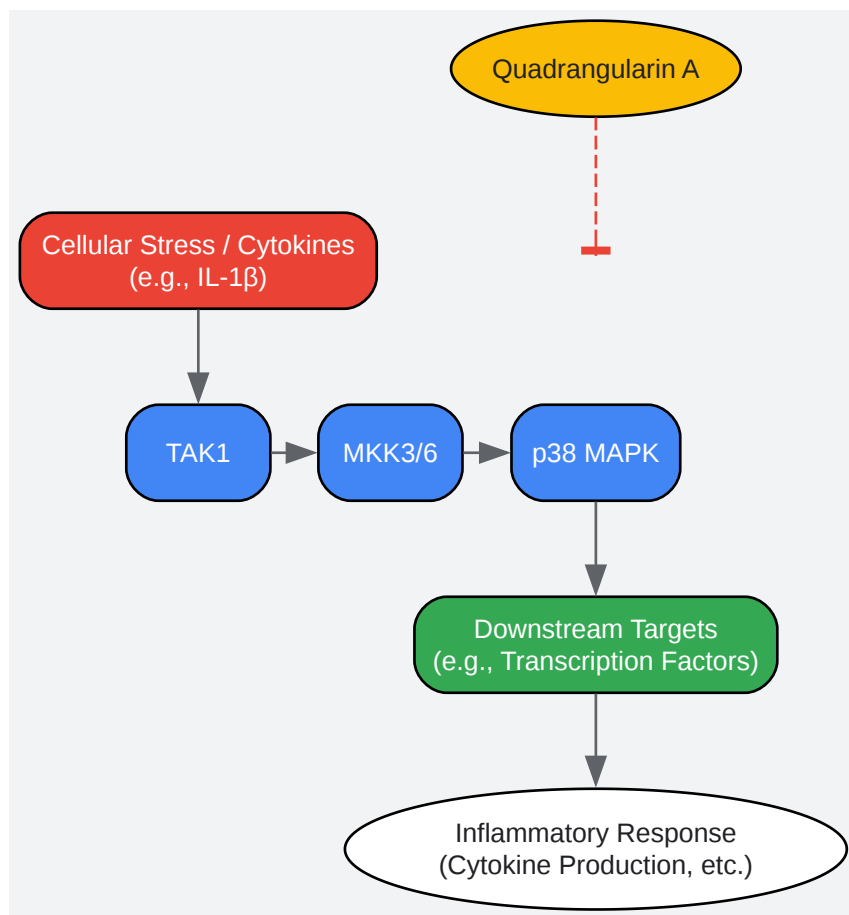 Quadrangularin A
Cellular Stress / Cytokines
(e.g., IL-1β)
TAK1
MKK3/6
p38 MAPK
Downstream Targets
(e.g., Transcription Factors)
Inflammatory Response
(Cytokine Production, etc.)